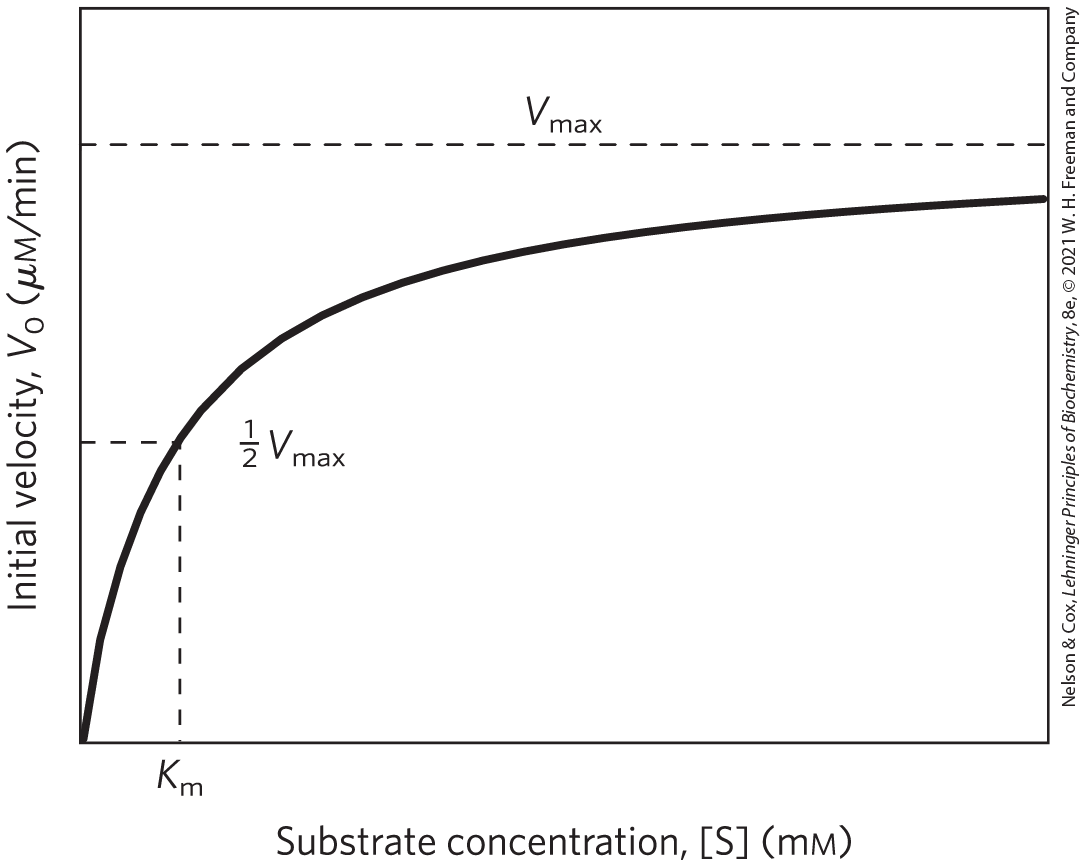 Vmax
½ Vmax
Initial velocity, V0 (μM/min)
Km
Substrate concentration, [S] (mM)
Nelson & Cox, Lehninger Principles of Biochemistry, 8e, © 2021 W. H. Freeman and Company